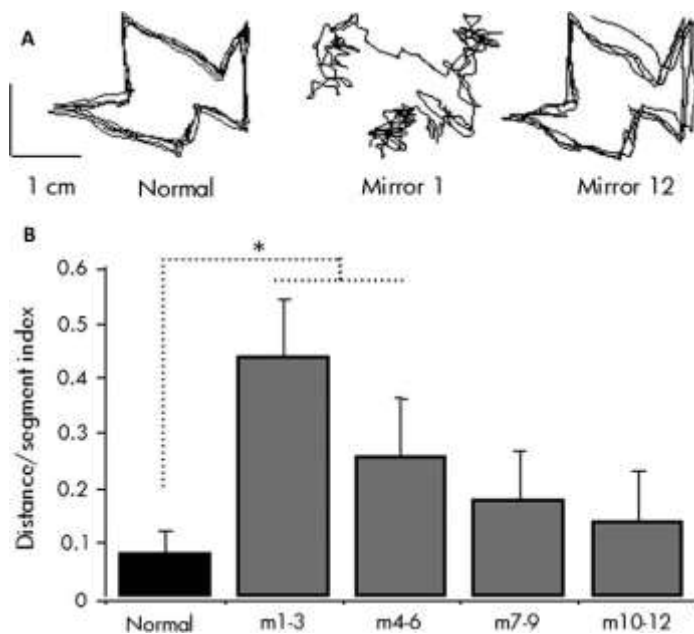 A
1 cm
Normal
Mirror 1
Mirror 12
B
*
Distance/segment index
0.6
0.5
0.4
0.3
0.2
0.1
0
Normal
m1-3
m4-6
m7-9
m10-12